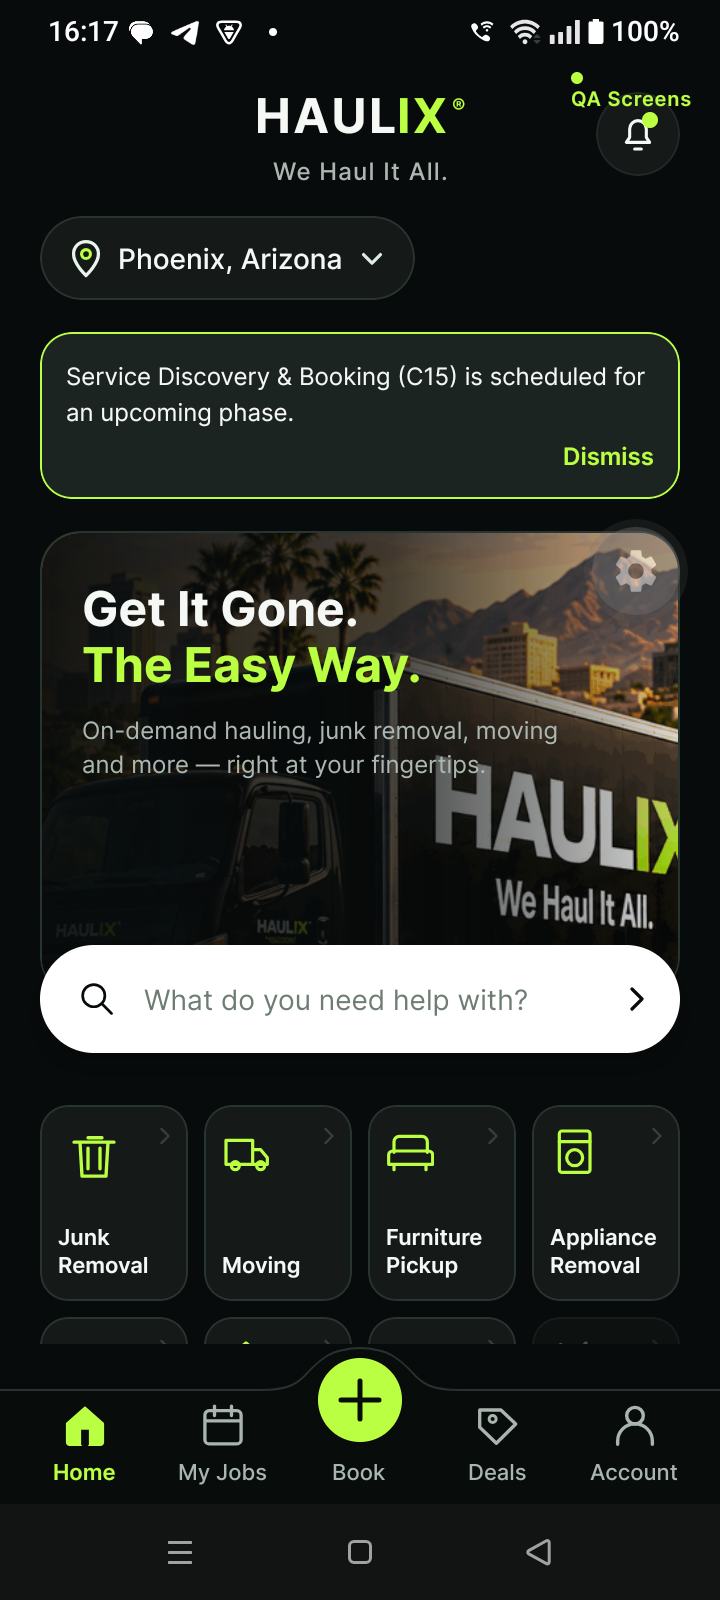 16:17
100%
QA Screens
HAULIX®
We Haul It All.
Phoenix, Arizona
Service Discovery & Booking (C15) is scheduled for
an upcoming phase.
Dismiss
Get It Gone.
The Easy Way.
On-demand hauling, junk removal, moving
and more — right at your fingertips.
HAULIX
We Haul It All.
HAULIX
HAULIX
What do you need help with?
Junk
Removal
Moving
Furniture
Pickup
Appliance
Removal
Home
My Jobs
Book
Deals
Account